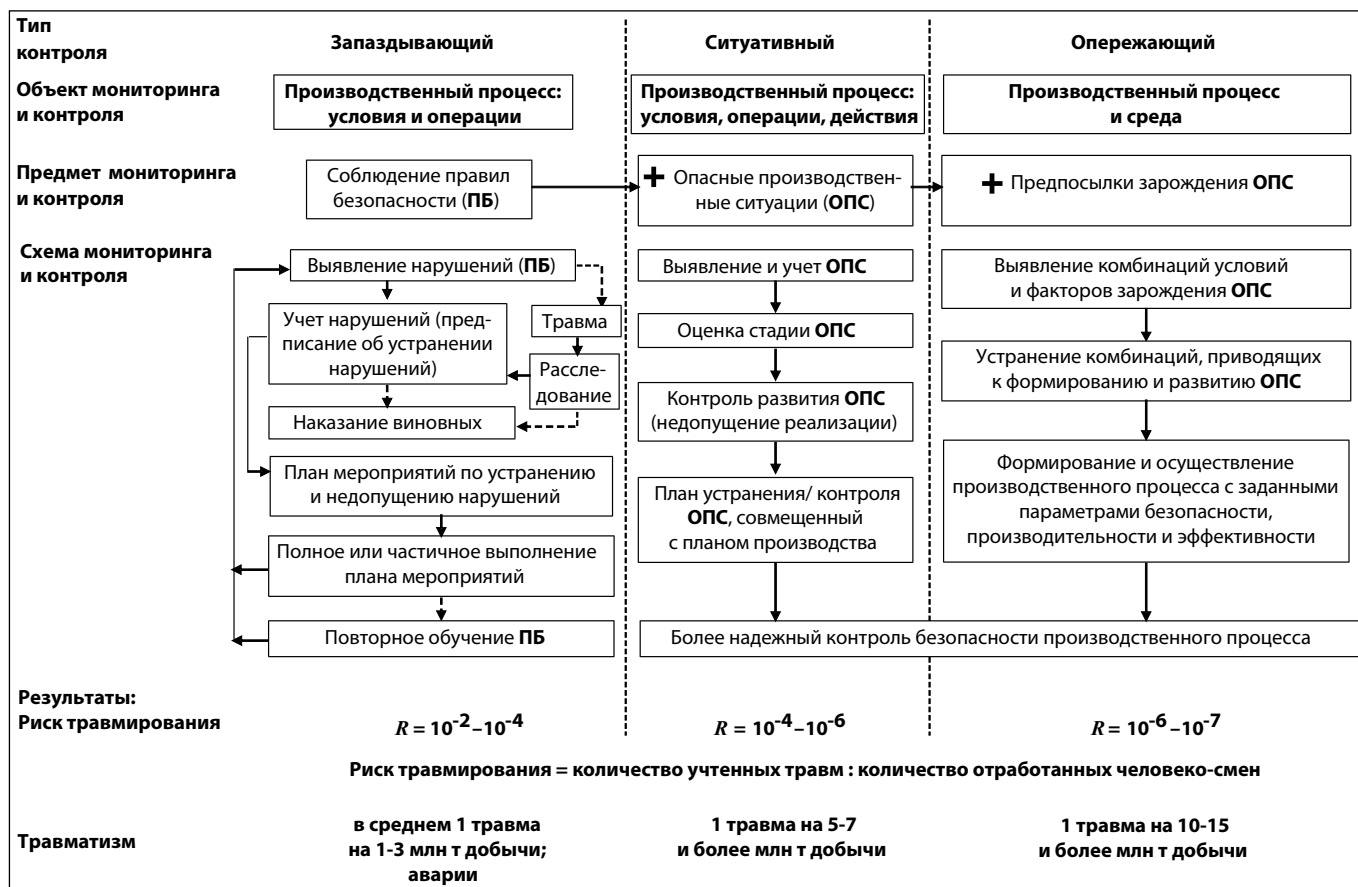 Тип
контроля
Запаздывающий
Ситуативный
Опережающий
Объект мониторинга
и контроля
Производственный процесс:
условия и операции
Производственный процесс:
условия, операции, действия
Производственный процесс
и среда
Предмет мониторинга
и контроля
Соблюдение правил
безопасности (ПБ)
+ Опасные производствен-
ные ситуации (ОПС)
+ Предпосылки зарождения ОПС
Схема мониторинга
и контроля
Выявление нарушений (ПБ)
Учет нарушений (пред-
писание об устранении
нарушений)
Травма
Рассле-
дование
Наказание виновных
План мероприятий по устранению
и недопущению нарушений
Полное или частичное выполнение
плана мероприятий
Повторное обучение ПБ
Выявление и учет ОПС
Оценка стадии ОПС
Контроль развития ОПС
(недопущение реализации)
План устранения/ контроля
ОПС, совмещенный
с планом производства
Выявление комбинаций условий
и факторов зарождения ОПС
Устранение комбинаций, приводящих
к формированию и развитию ОПС
Формирование и осуществление
производственного процесса с заданными
параметрами безопасности,
производительности и эффективности
Более надежный контроль безопасности производственного процесса
Результаты:
Риск травмирования
R = 10⁻² – 10⁻⁴
R = 10⁻⁴ – 10⁻⁶
R = 10⁻⁶ – 10⁻⁷
Риск травмирования = количество учтенных травм : количество отработанных человеко-смен
Травматизм
в среднем 1 травма
на 1-3 млн т добычи;
аварии
1 травма на 5-7
и более млн т добычи
1 травма на 10-15
и более млн т добычи